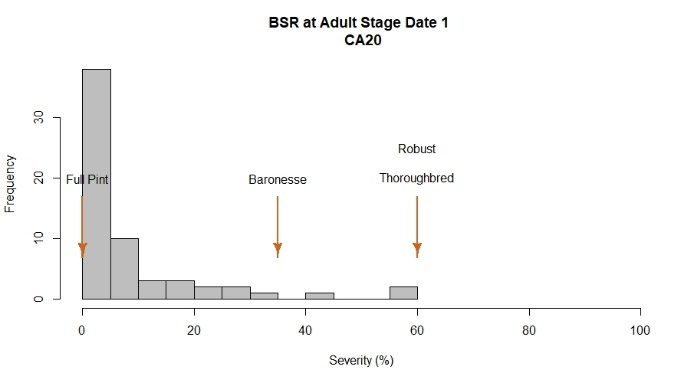 BSR at Adult Stage Date 1
CA20
Frequency
30
20
10
0
Full Pint
Baronesse
Robust
Thoroughbred
0 20 40 60 80 100
Severity (%)